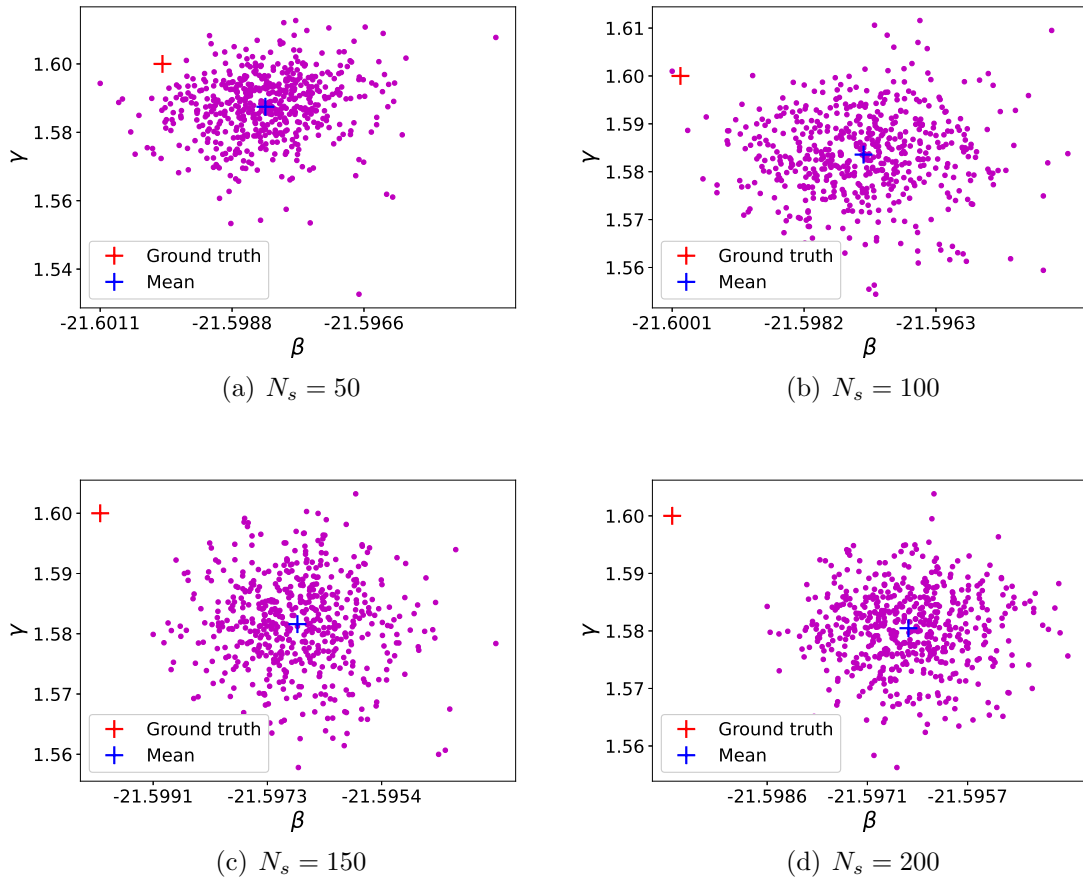 1.60
1.58
1.56
1.54
γ
Ground truth
Mean
-21.6011 -21.5988 -21.5966
β
(a) N_s = 50
1.61
1.60
1.59
1.58
1.57
1.56
γ
Ground truth
Mean
-21.6001 -21.5982 -21.5963
β
(b) N_s = 100
1.60
1.59
1.58
1.57
1.56
γ
Ground truth
Mean
-21.5991 -21.5973 -21.5954
β
(c) N_s = 150
1.60
1.59
1.58
1.57
1.56
γ
Ground truth
Mean
-21.5986 -21.5971 -21.5957
β
(d) N_s = 200